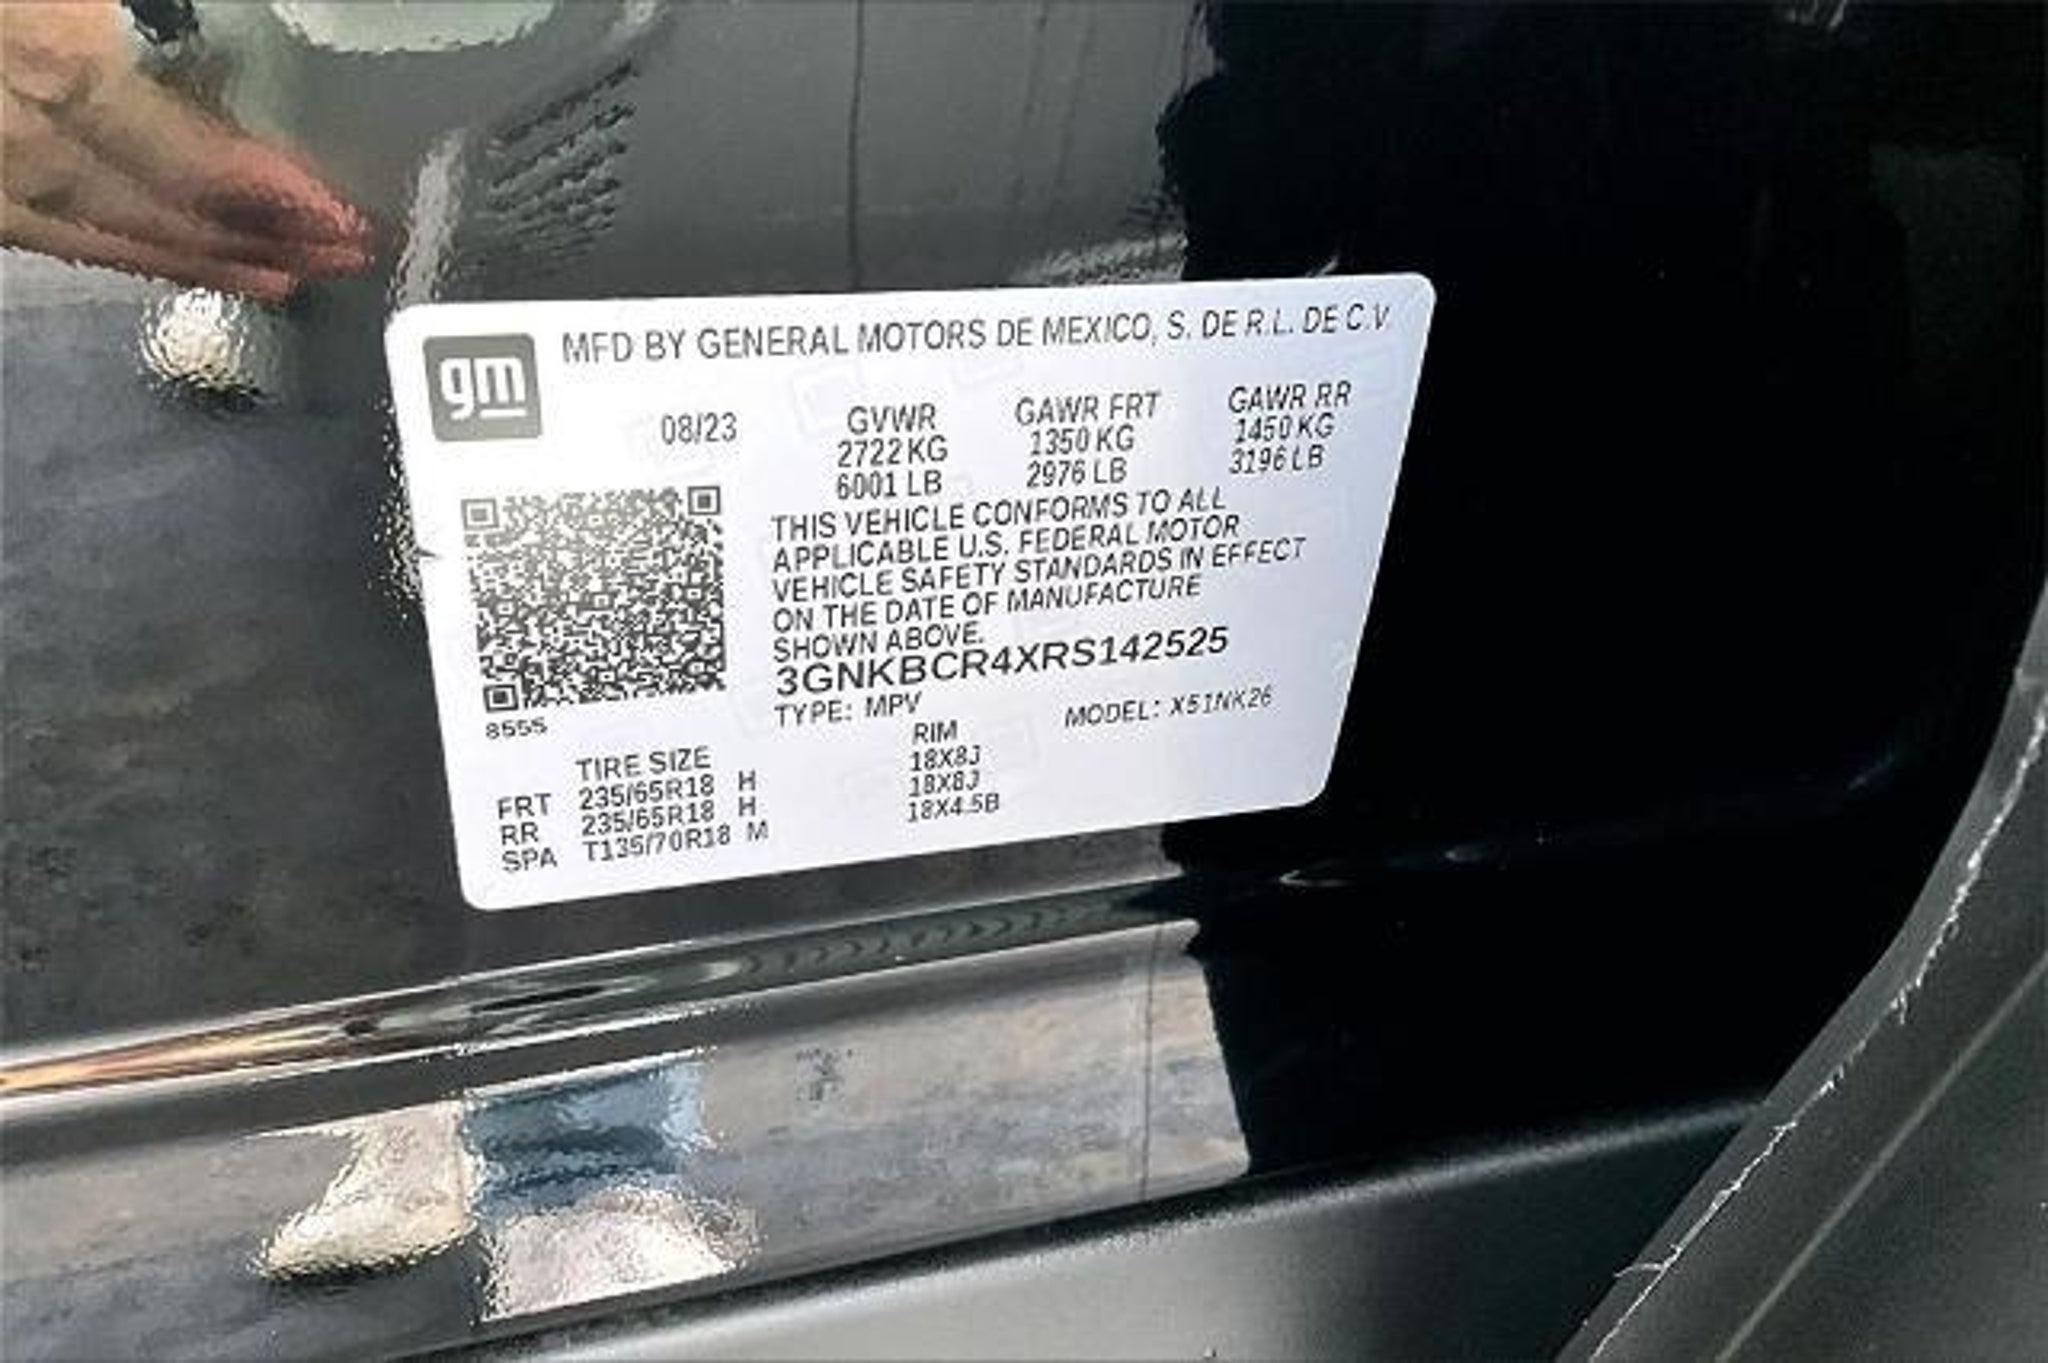 gm
MFD BY GENERAL MOTORS DE MEXICO, S. DE R.L. DE C.V.
08/23 GVWR GAWR FRT GAWR RR
2722 KG 1350 KG 1450 KG
6001 LB 2976 LB 3196 LB
THIS VEHICLE CONFORMS TO ALL
APPLICABLE U.S. FEDERAL MOTOR
VEHICLE SAFETY STANDARDS IN EFFECT
ON THE DATE OF MANUFACTURE
SHOWN ABOVE.
3GNKBCR4XRS142525
TYPE: MPV MODEL: X51NK26
8555
TIRE SIZE RIM
FRT 235/65R18 H 18X8J
RR 235/65R18 H 18X8J
SPA T135/70R18 M 18X4.5B